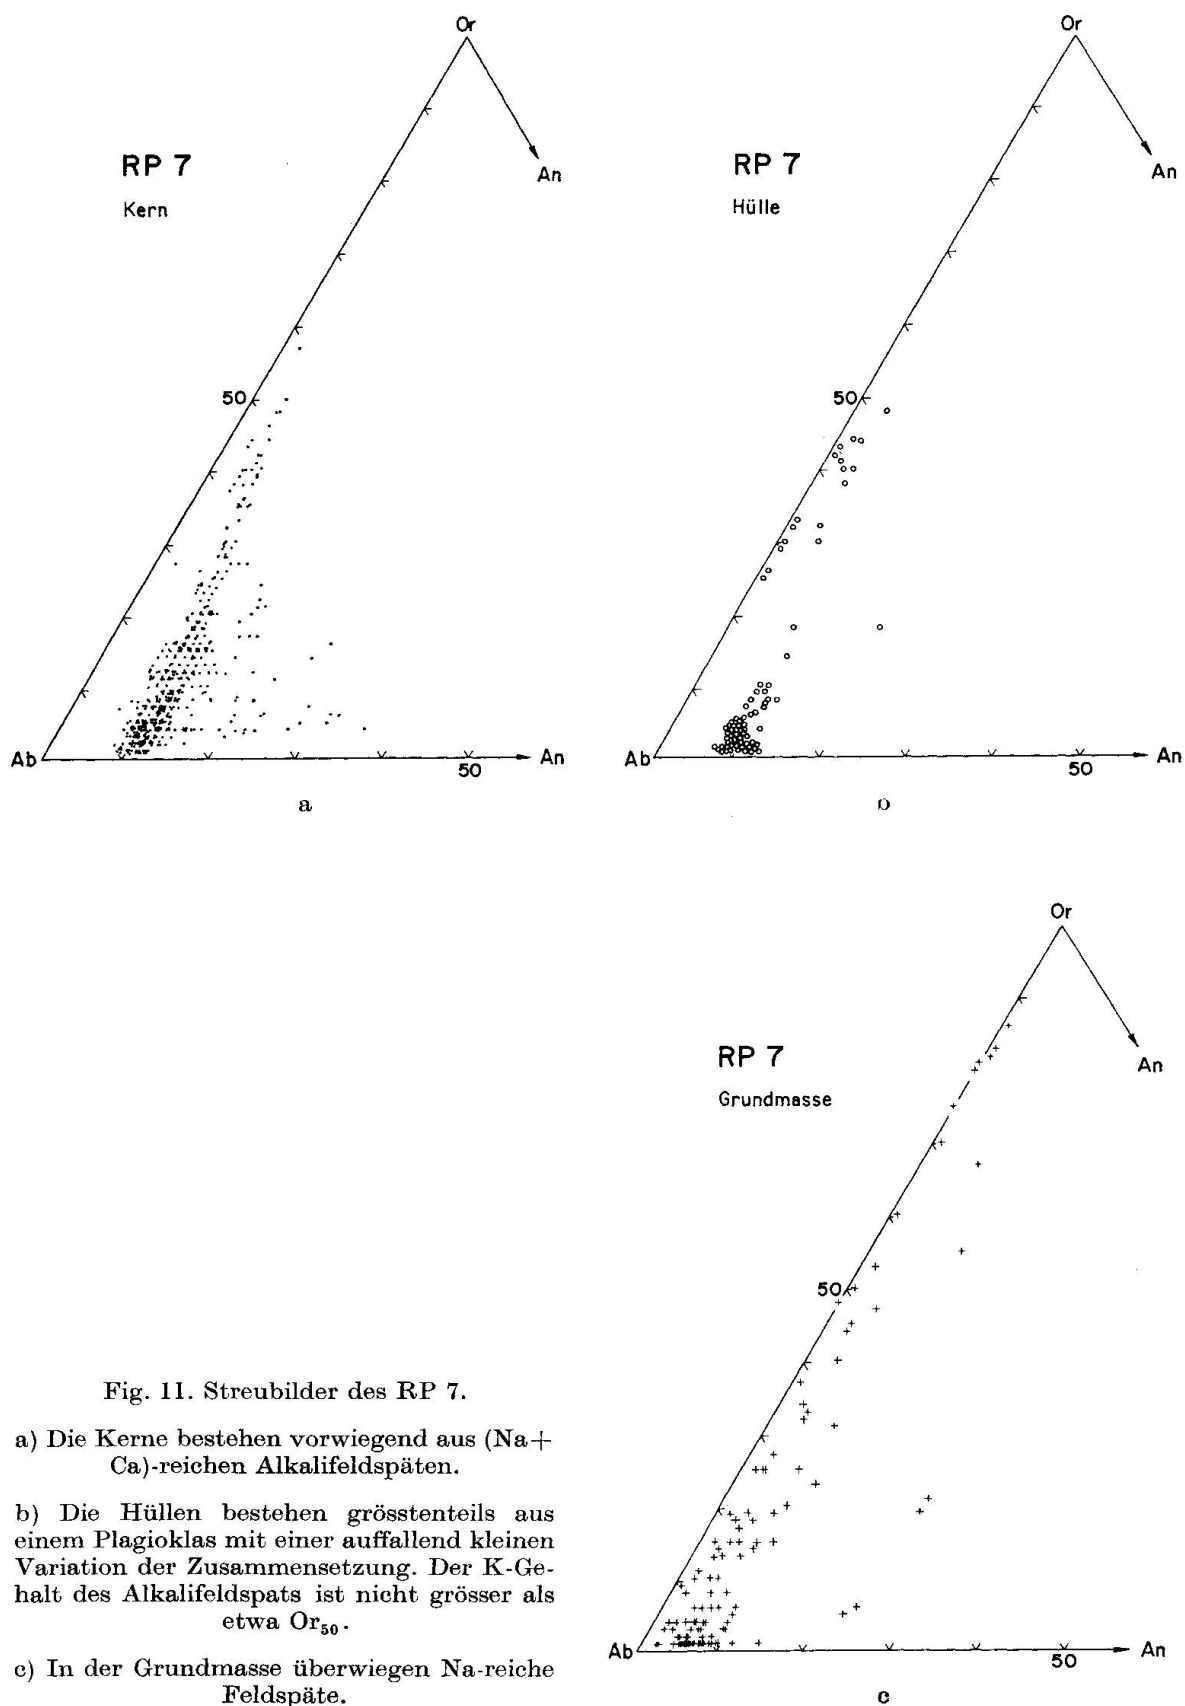 Or
RP 7
Kern
An
50
Ab
50
An
a
Or
RP 7
Hülle
An
50
Ab
50
An
b
Or
RP 7
Grundmasse
An
50
Ab
50
An
c
Fig. 11. Streubilder des RP 7.
a) Die Kerne bestehen vorwiegend aus (Na+
Ca)-reichen Alkalifeldspäten.
b) Die Hüllen bestehen grösstenteils aus
einem Plagioklas mit einer auffallend kleinen
Variation der Zusammensetzung. Der K-Ge-
halt des Alkalifeldspats ist nicht grösser als
etwa Or₅₀.
c) In der Grundmasse überwiegen Na-reiche
Feldspäte.